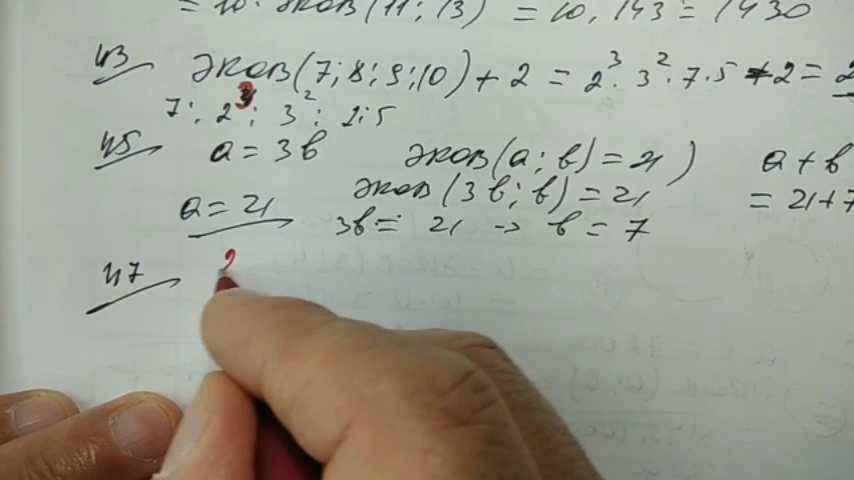 = 10. ЭКОБ(11; 13) = 10. 143 = 1430
43 ЭКОБ(7; 8; 9; 10) + 2 = 2³. 3². 7. 5 + 2 = 2
7; 2³; 3²; 2; 5
45 a = 3b ЭКОБ(a; b) = 21) a + b
a = 21 ЭКОБ(3b; b) = 21 = 21 + 7
3b = 21 → b = 7
47